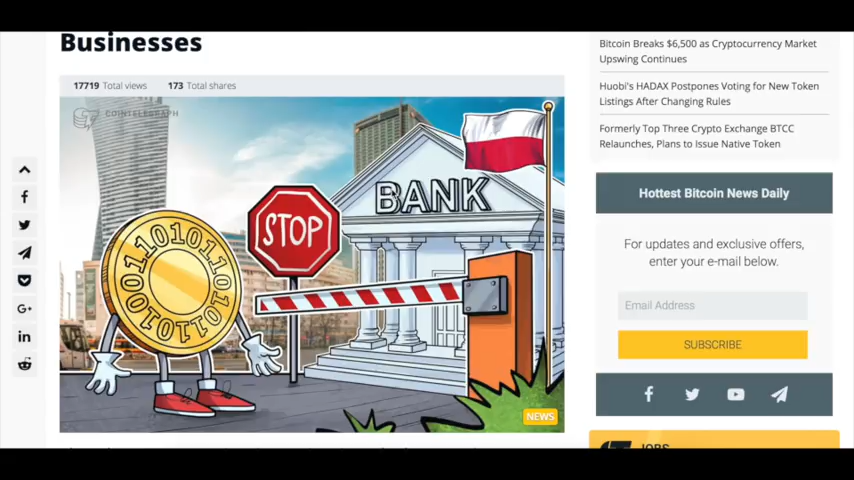 Businesses
17719 Total views 173 Total shares
COINTELEGRAPH
STOP
BANK
1011010110101101001101
NEWS
Bitcoin Breaks $6,500 as Cryptocurrency Market
Upswing Continues
Huobi's HADAX Postpones Voting for New Token
Listings After Changing Rules
Formerly Top Three Crypto Exchange BTCC
Relaunches, Plans to Issue Native Token
Hottest Bitcoin News Daily
For updates and exclusive offers,
enter your e-mail below.
Email Address
SUBSCRIBE
JOBS